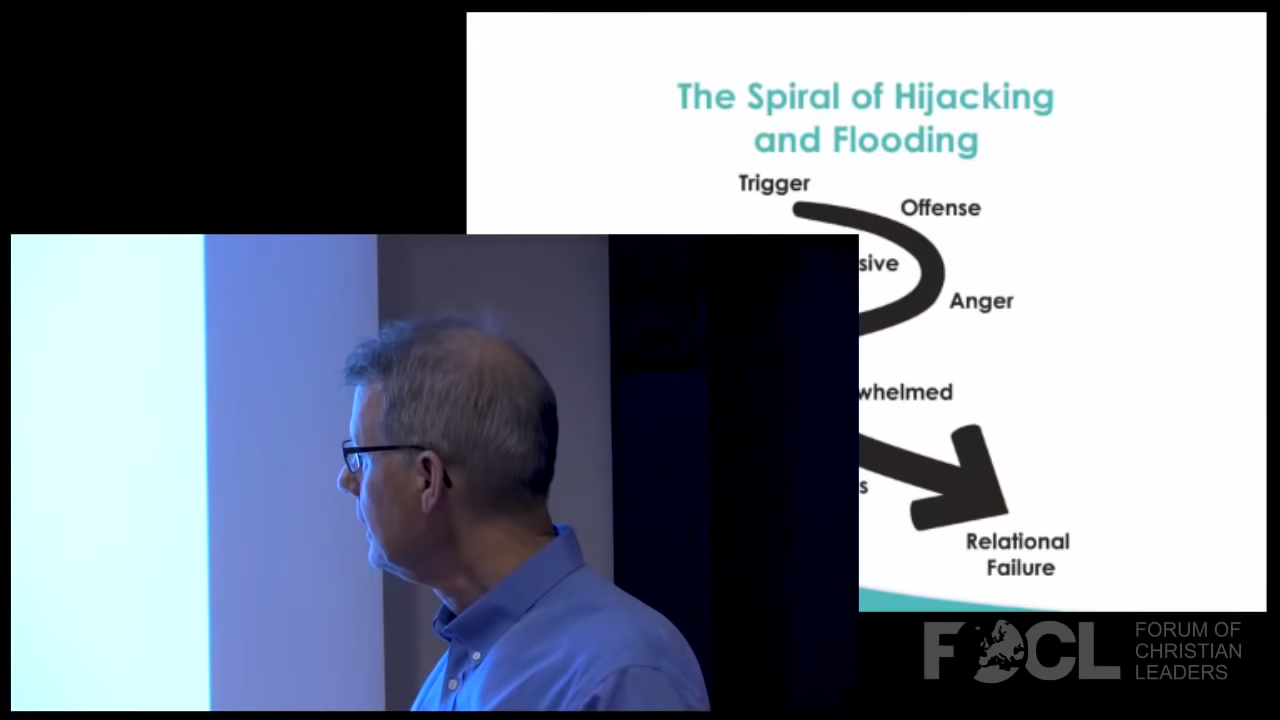 The Spiral of Hijacking
and Flooding
Trigger
Offense
sive
Anger
whelmed
s
Relational
Failure
FOCL
FORUM OF
CHRISTIAN
LEADERS